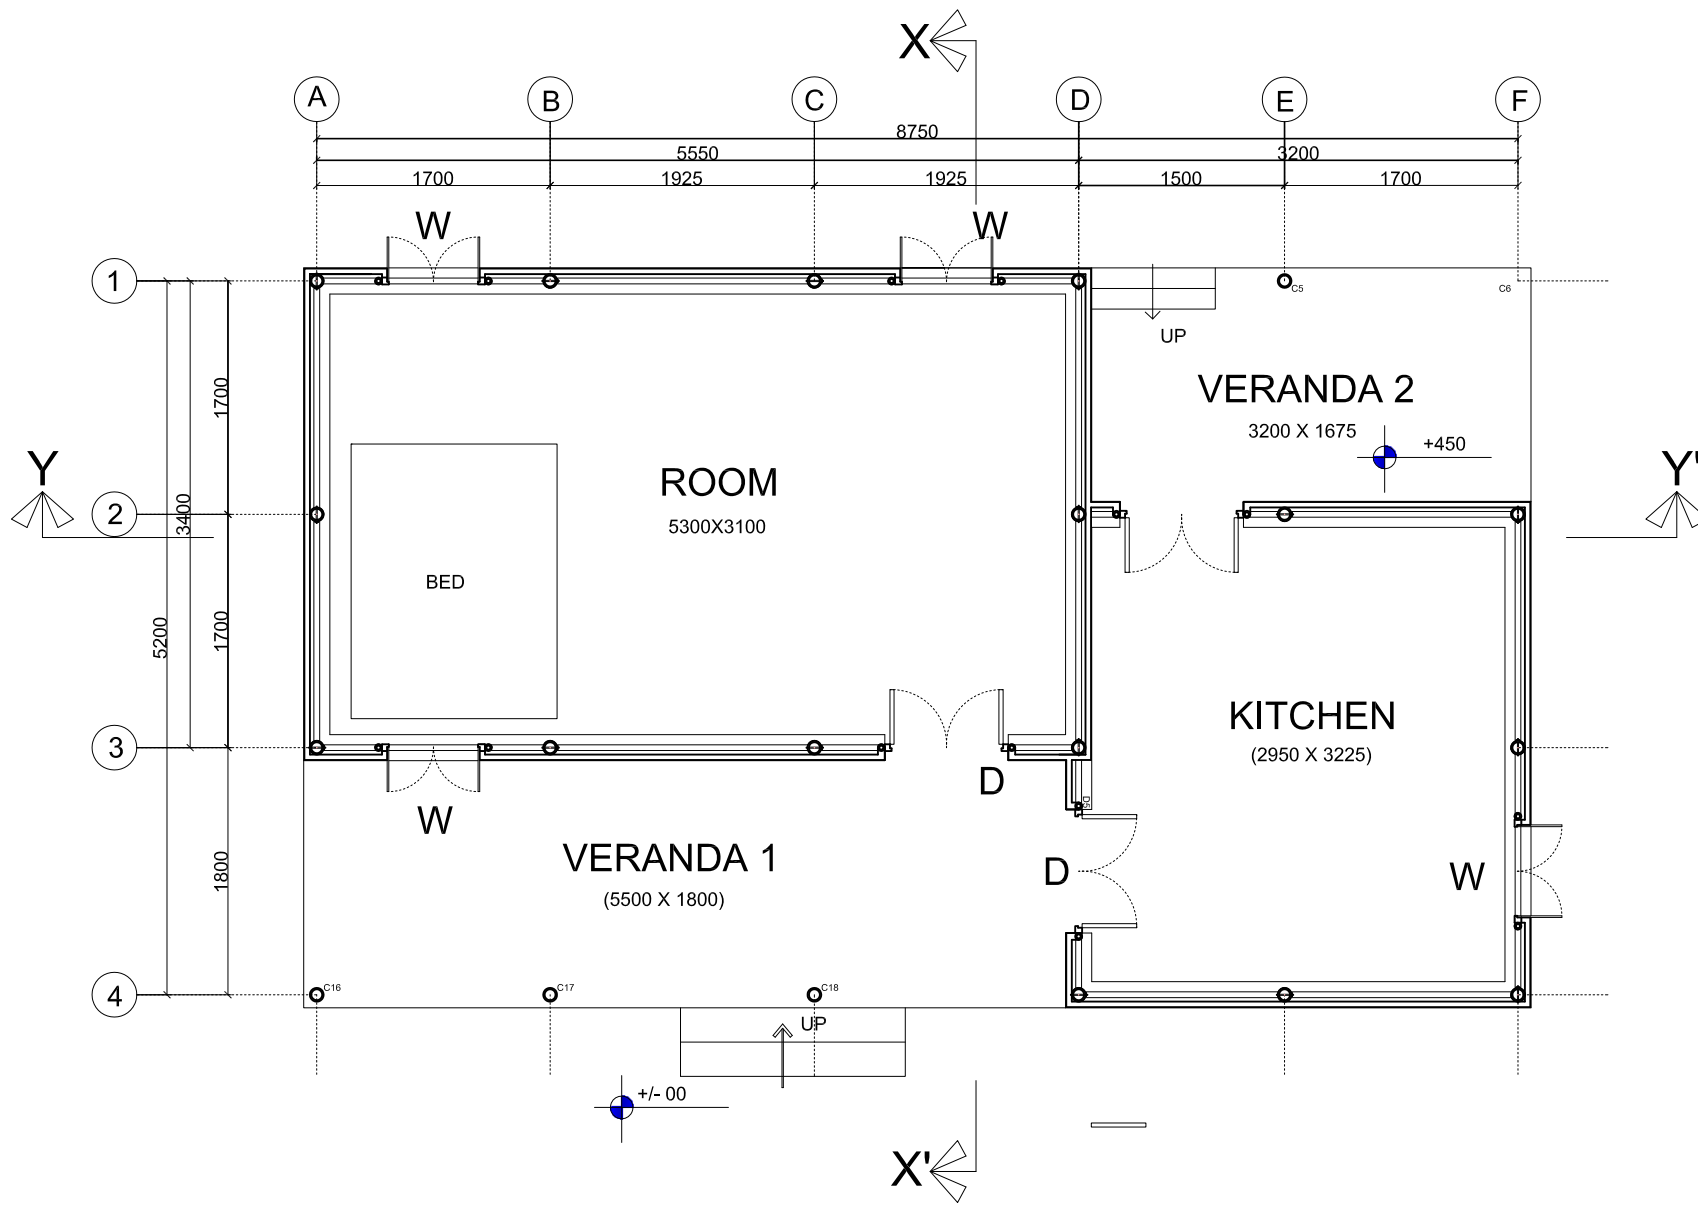 X
A
B
C
D
E
F
8750
5550
3200
1700
1925
1925
1500
1700
W
W
1
C5
C6
UP
1700
VERANDA 2
3200 X 1675
+450
Y
Y'
ROOM
5300X3100
2
3400
BED
5200
1700
KITCHEN
(2950 X 3225)
3
D
W
D5
VERANDA 1
(5500 X 1800)
1800
D
W
4
C16
C17
C18
UP
+/- 00
X'